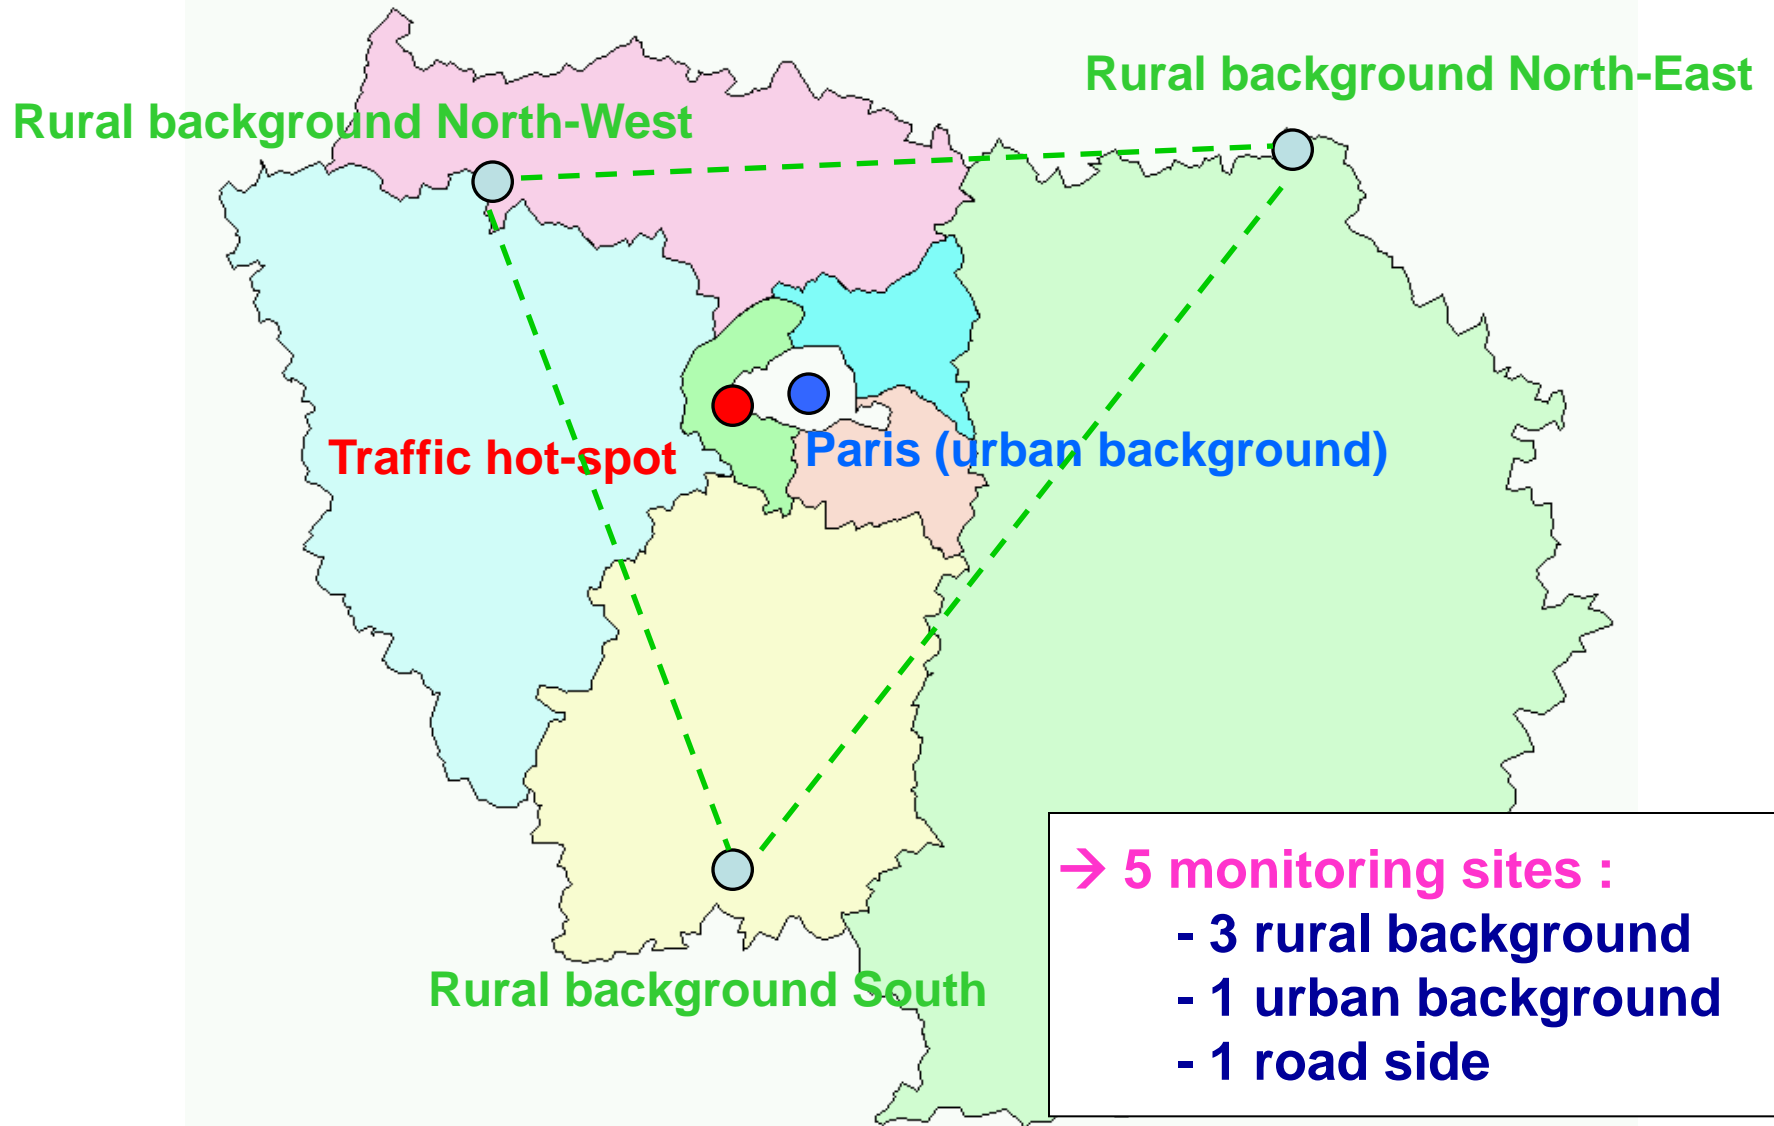 Rural background North-East
Rural background North-West
Traffic hot-spot
Paris (urban background)
Rural background South
→ 5 monitoring sites :
- 3 rural background
- 1 urban background
- 1 road side